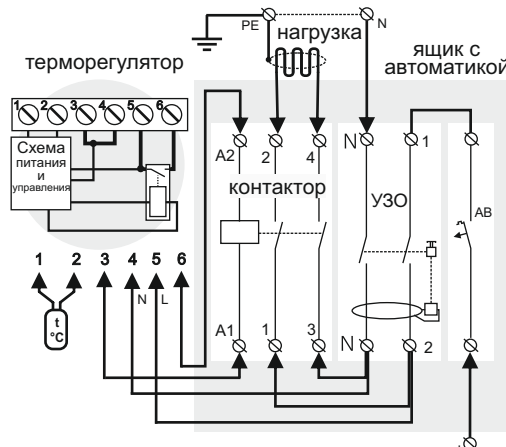 PE
N
нагрузка
ящик с
автоматикой
терморегулятор
1 2 3 4 5 6
Схема
питания
и
управления
A2 2 4 N 1
контактор
УЗО
AB
1 2 3 4 5 6
N L
t
°C
A1 1 3 N 2